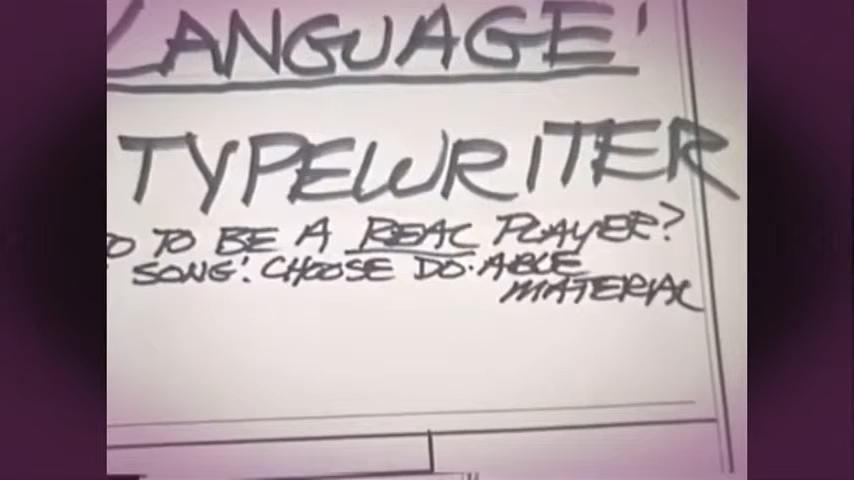 LANGUAGE!
TYPEWRITER
TO BE A REAL PLAYER?
SONG! CHOOSE DO·ABLE
MATERIAL